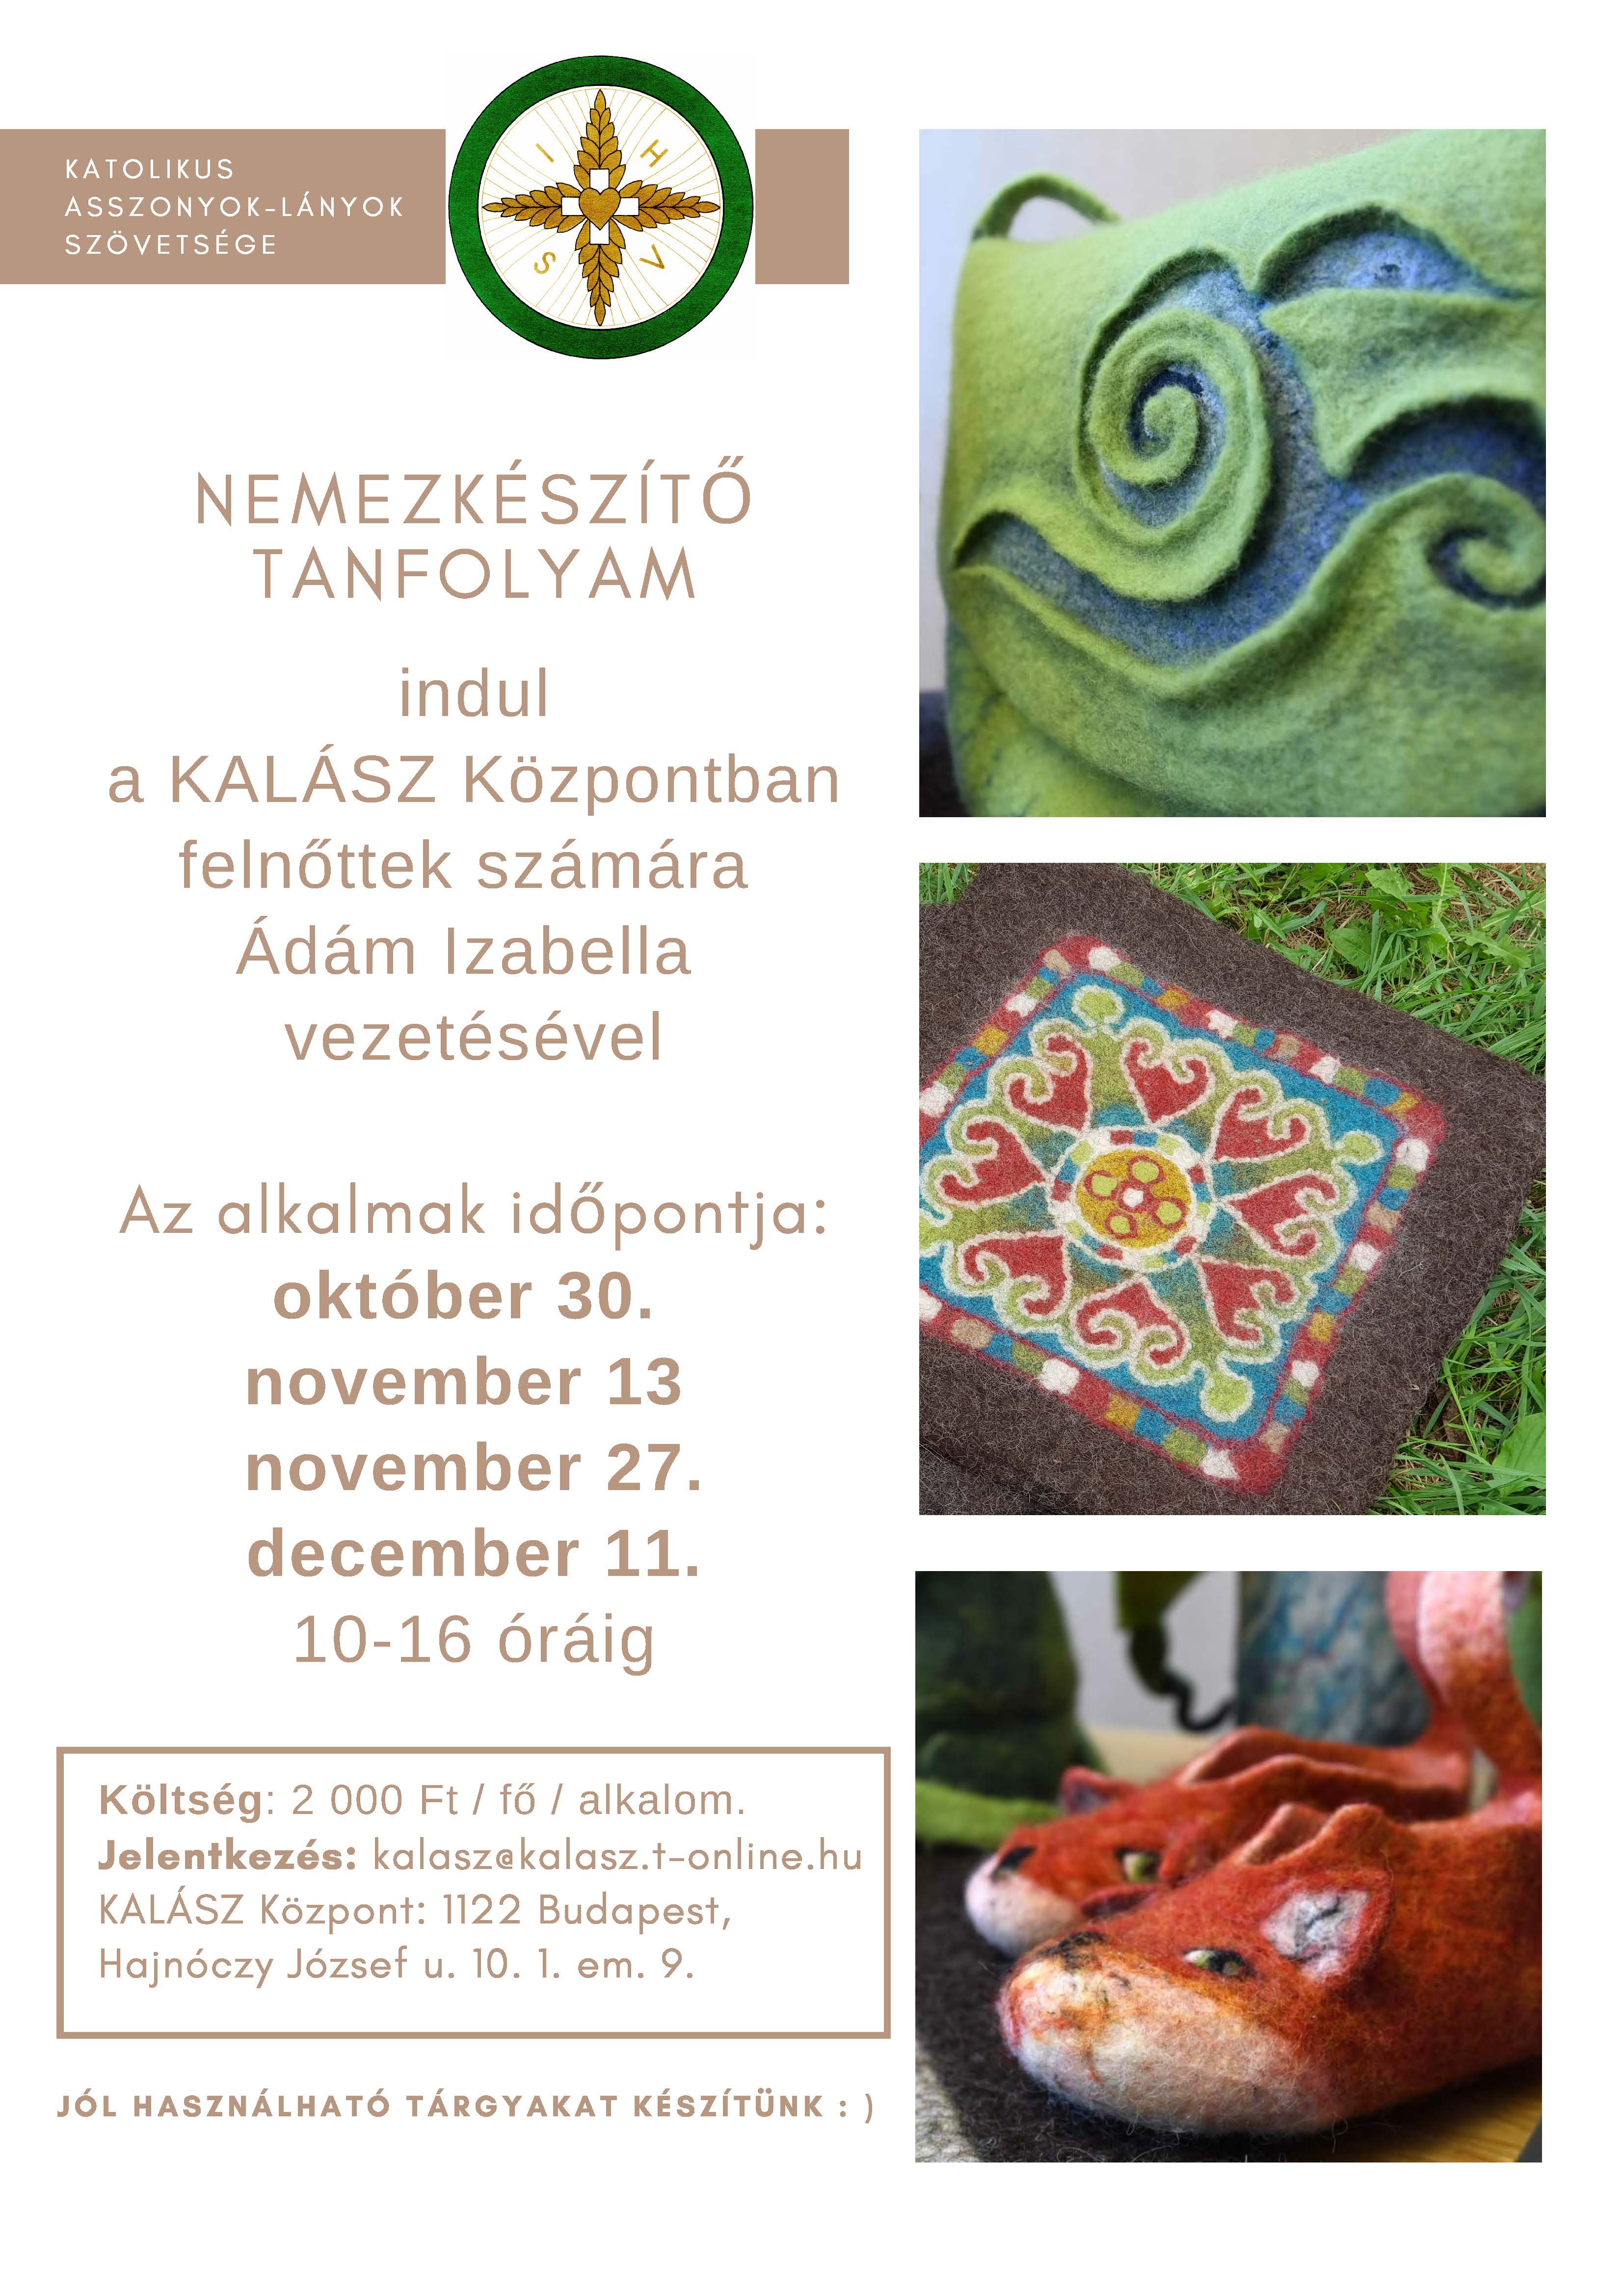 KATOLIKUS
ASSZONYOK-LÁNYOK
SZÖVETSÉGE
I H
S V
NEMEZKÉSZÍTŐ
TANFOLYAM
indul
a KALÁSZ Központban
felnőttek számára
Ádám Izabella
vezetésével
Az alkalmak időpontja:
október 30.
november 13
november 27.
december 11.
10-16 óráig
Költség: 2 000 Ft / fő / alkalom.
Jelentkezés: kalasz@kalasz.t-online.hu
KALÁSZ Központ: 1122 Budapest,
Hajnóczy József u. 10. 1. em. 9.
JÓL HASZNÁLHATÓ TÁRGYAKAT KÉSZÍTÜNK : )